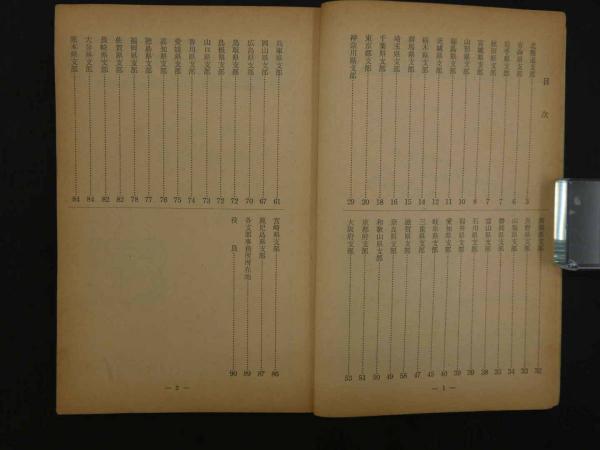 目次
北海道支部 3
青森県支部 5
岩手県支部 6
秋田県支部 7
宮城県支部 8
山形県支部 9
福島県支部 10
茨城県支部 11
栃木県支部 14
群馬県支部 15
埼玉県支部 16
千葉県支部 18
東京都支部 20
神奈川県支部 29
新潟県支部 32
長野県支部 33
山梨県支部 34
静岡県支部
富山県支部 38
石川県支部 39
福井県支部
愛知県支部
岐阜県支部
三重県支部 47
滋賀県支部
奈良県支部 49
和歌山県支部 50
京都府支部 51
大阪府支部 53
— 1 —
兵庫県支部 61
岡山県支部 67
広島県支部 70
鳥取県支部 72
島根県支部 72
山口県支部 73
香川県支部 74
愛媛県支部 75
高知県支部 76
徳島県支部 77
福岡県支部 78
佐賀県支部 82
長崎県支部 82
大分県支部 84
熊本県支部 84
宮崎県支部 86
鹿児島県支部 87
各支部事務所所在地 89
役員 90
— 2 —